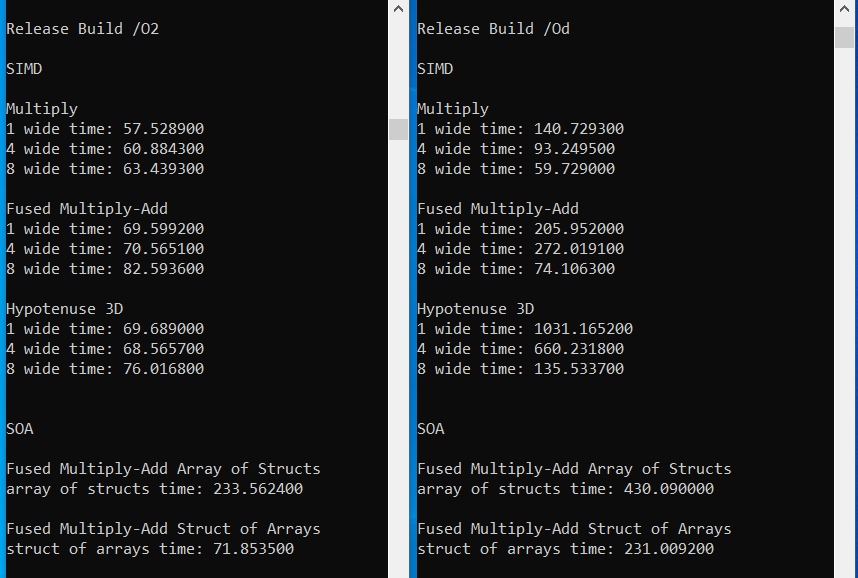 Release Build /O2
SIMD
Multiply
1 wide time: 57.528900
4 wide time: 60.884300
8 wide time: 63.439300
Fused Multiply-Add
1 wide time: 69.599200
4 wide time: 70.565100
8 wide time: 82.593600
Hypotenuse 3D
1 wide time: 69.689000
4 wide time: 68.565700
8 wide time: 76.016800
SOA
Fused Multiply-Add Array of Structs
array of structs time: 233.562400
Fused Multiply-Add Struct of Arrays
struct of arrays time: 71.853500
Release Build /Od
SIMD
Multiply
1 wide time: 140.729300
4 wide time: 93.249500
8 wide time: 59.729000
Fused Multiply-Add
1 wide time: 205.952000
4 wide time: 272.019100
8 wide time: 74.106300
Hypotenuse 3D
1 wide time: 1031.165200
4 wide time: 660.231800
8 wide time: 135.533700
SOA
Fused Multiply-Add Array of Structs
array of structs time: 430.090000
Fused Multiply-Add Struct of Arrays
struct of arrays time: 231.009200